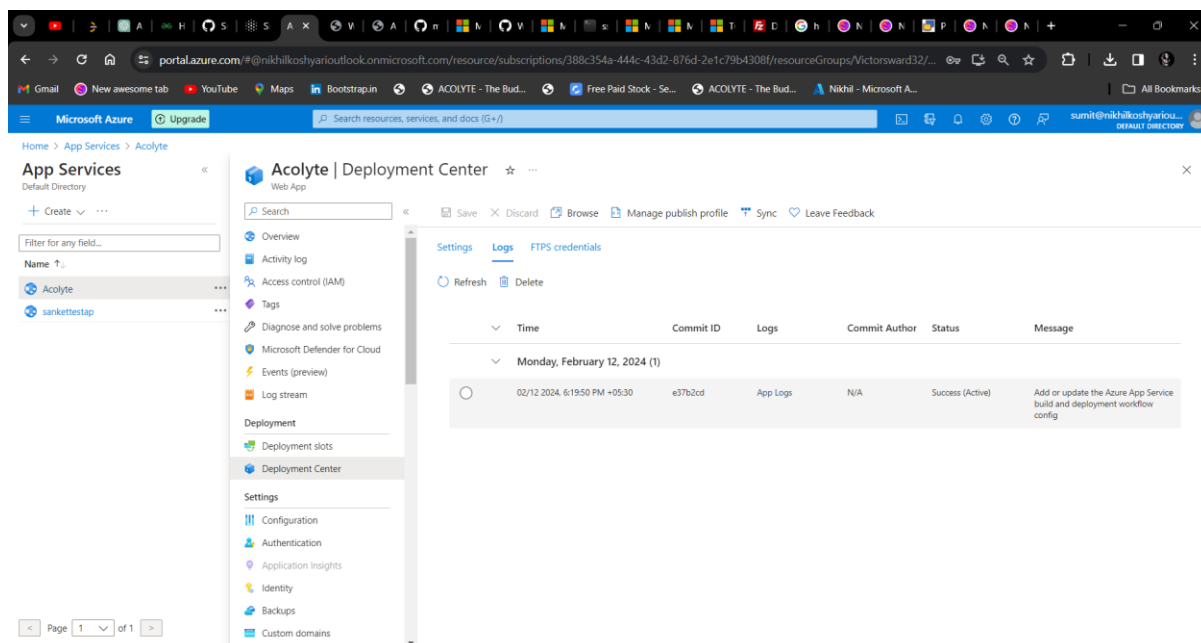 portal.azure.com/#@nikhilkoshyarioutlook.onmicrosoft.com/resource/subscriptions/388c354a-444c-43d2-876d-2e1c79b4308f/resourceGroups/Victorsward32/...
Gmail New awesome tab YouTube Maps Bootstrap.in ACOLYTE - The Bud... Free Paid Stock - Se... ACOLYTE - The Bud... Nikhil - Microsoft A... All Bookmarks
Microsoft Azure Upgrade Search resources, services, and docs (G+/) sumit@nikhilkoshyariou...
DEFAULT DIRECTORY
Home > App Services > Acolyte
App Services
Default Directory
+ Create
Filter for any field...
Name ↑↓
Acolyte
sankettestap
< Page 1 of 1 >
Acolyte | Deployment Center
Web App
Search
Overview
Activity log
Access control (IAM)
Tags
Diagnose and solve problems
Microsoft Defender for Cloud
Events (preview)
Log stream
Deployment
Deployment slots
Deployment Center
Settings
Configuration
Authentication
Application Insights
Identity
Backups
Custom domains
Save Discard Browse Manage publish profile Sync Leave Feedback
Settings Logs FTPS credentials
Refresh Delete
Time Commit ID Logs Commit Author Status Message
Monday, February 12, 2024 (1)
02/12 2024, 6:19:50 PM +05:30 e37b2cd App Logs N/A Success (Active) Add or update the Azure App Service
build and deployment workflow
config